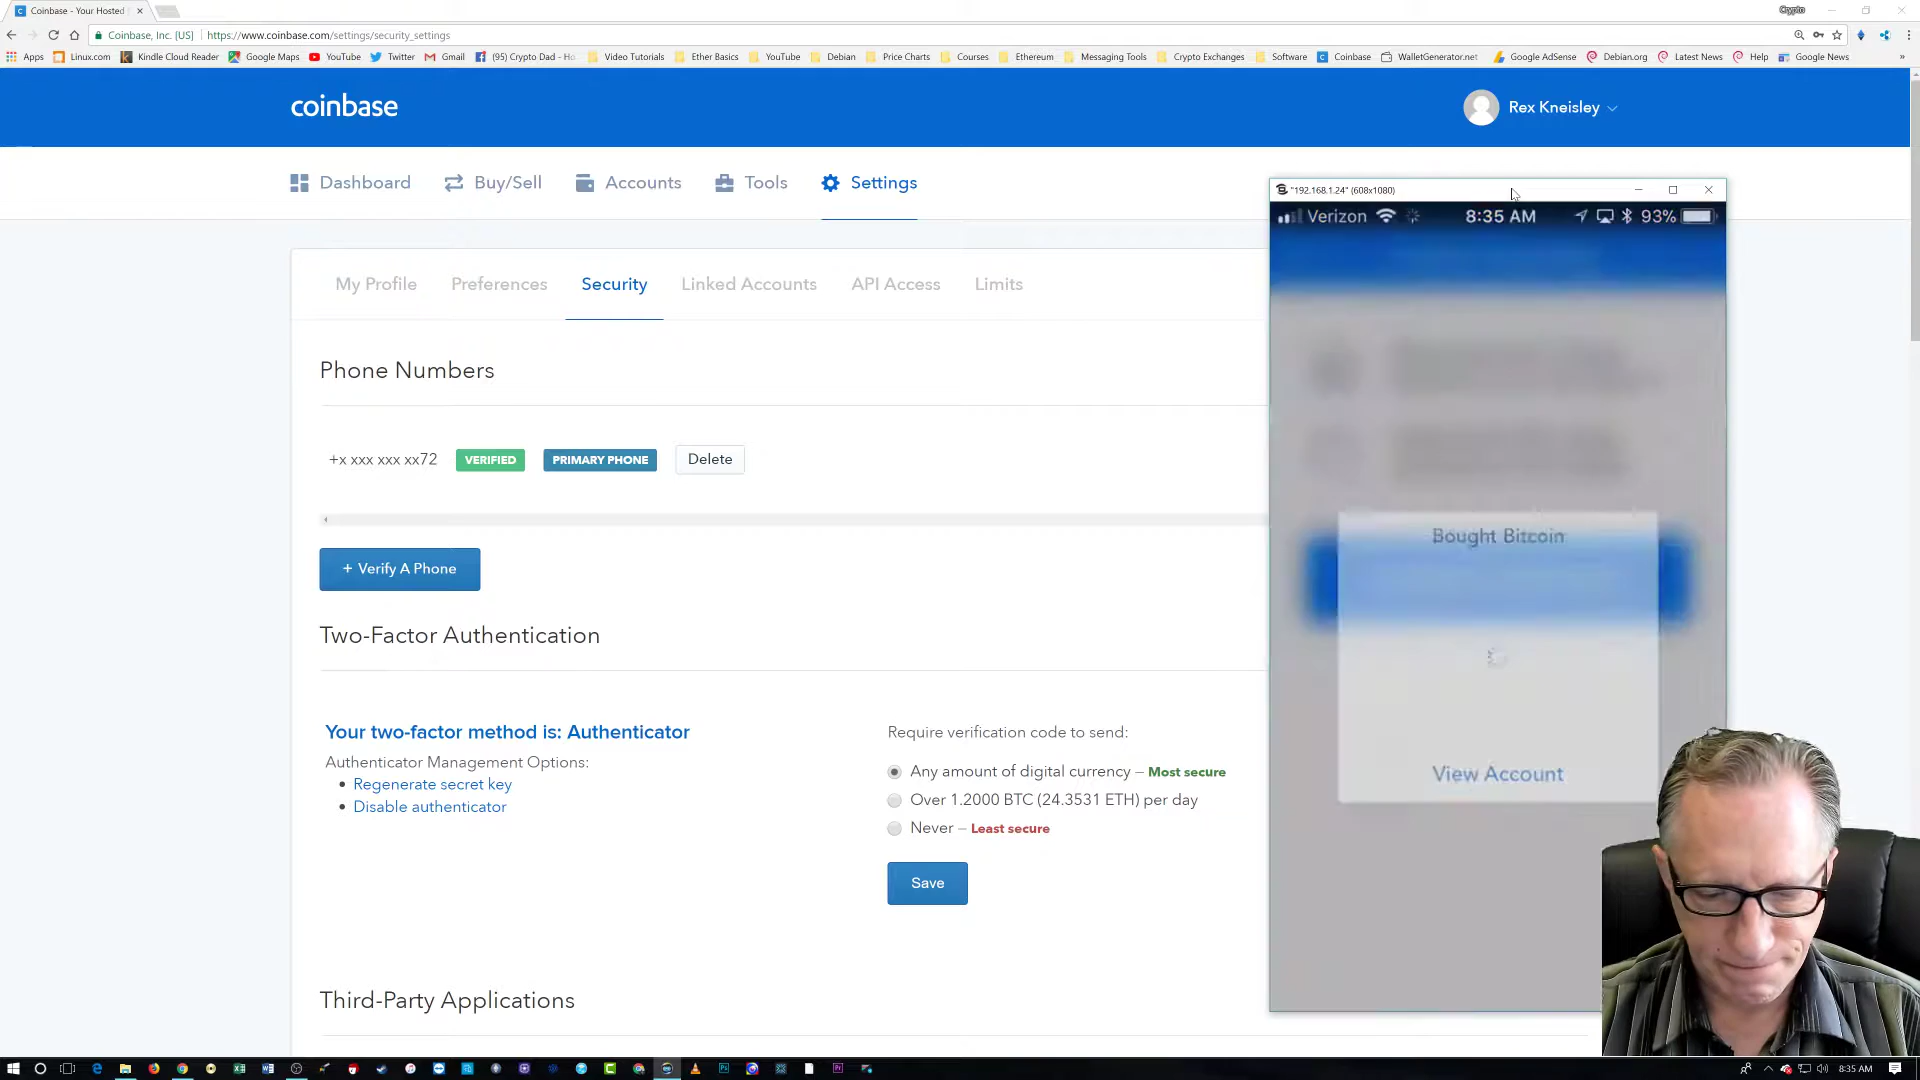 Coinbase - Your Hosted
Crypto
Coinbase, Inc. [US] https://www.coinbase.com/settings/security_settings
Apps Linux.com Kindle Cloud Reader Google Maps YouTube Twitter Gmail (95) Crypto Dad - Ho Video Tutorials Ether Basics YouTube Debian Price Charts Courses Ethereum Messaging Tools Crypto Exchanges Software Coinbase WalletGenerator.net Google AdSense Debian.org Latest News Help Google News
coinbase
Rex Kneisley
Dashboard Buy/Sell Accounts Tools Settings
"192.168.1.24" (608x1080)
Verizon 8:35 AM 93%
My Profile Preferences Security Linked Accounts API Access Limits
Phone Numbers
+x xxx xxx xx72 VERIFIED PRIMARY PHONE Delete
Bought Bitcoin
+ Verify A Phone
Two-Factor Authentication
Your two-factor method is: Authenticator
Authenticator Management Options:
• Regenerate secret key
• Disable authenticator
Require verification code to send:
Any amount of digital currency – Most secure
Over 1.2000 BTC (24.3531 ETH) per day
Never – Least secure
Save
View Account
Third-Party Applications
8:35 AM